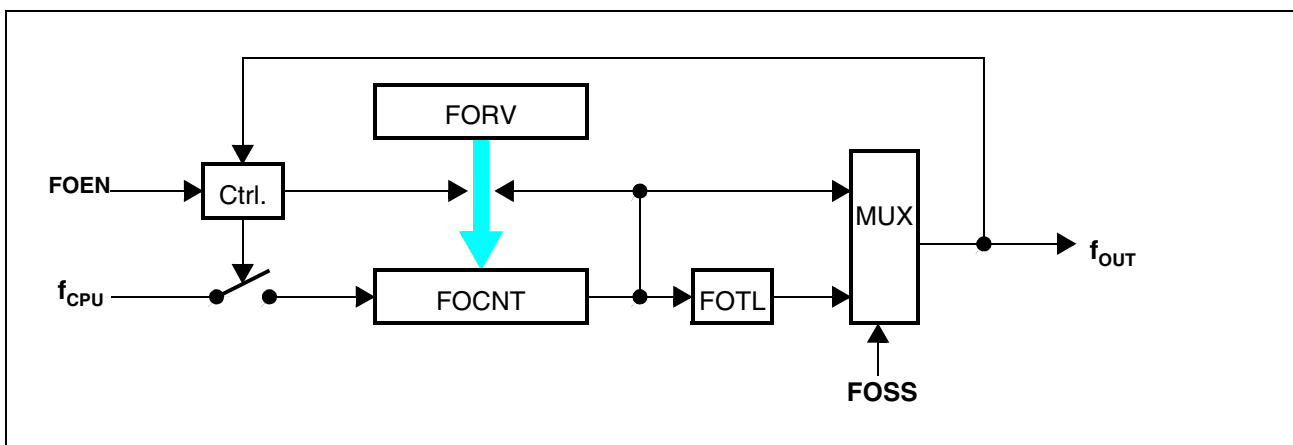 FORV
FOEN
Ctrl.
MUX
fOUT
fCPU
FOCNT
FOTL
FOSS